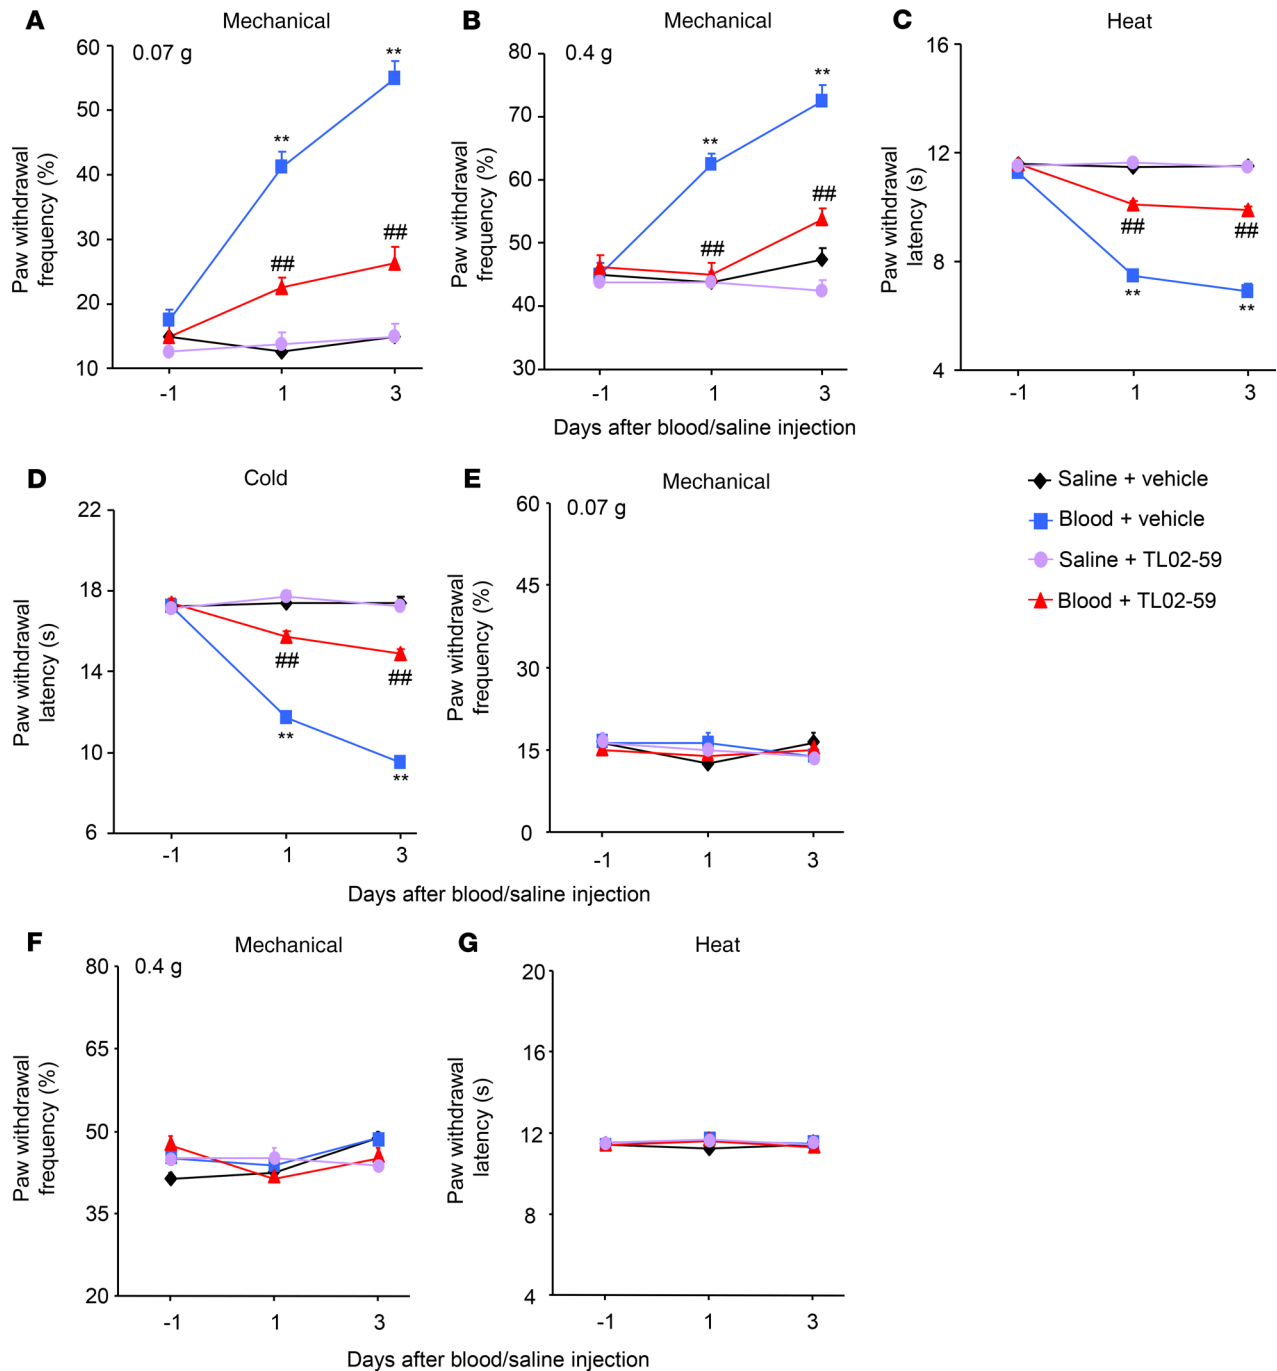 A
Mechanical
0.07 g
Paw withdrawal
frequency (%)
60
50
40
30
20
10
**
**
##
##
-1
1
3
B
Mechanical
0.4 g
Paw withdrawal
frequency (%)
80
70
60
50
40
30
**
**
##
##
-1
1
3
Days after blood/saline injection
C
Heat
Paw withdrawal
latency (s)
16
12
8
4
##
##
**
**
-1
1
3
D
Cold
Paw withdrawal
latency (s)
22
18
14
10
6
##
##
**
**
-1
1
3
E
Mechanical
0.07 g
Paw withdrawal
frequency (%)
60
45
30
15
0
-1
1
3
Days after blood/saline injection
Saline + vehicle
Blood + vehicle
Saline + TL02-59
Blood + TL02-59
F
Mechanical
0.4 g
Paw withdrawal
frequency (%)
80
65
50
35
20
-1
1
3
G
Heat
Paw withdrawal
latency (s)
20
16
12
8
4
-1
1
3
Days after blood/saline injection